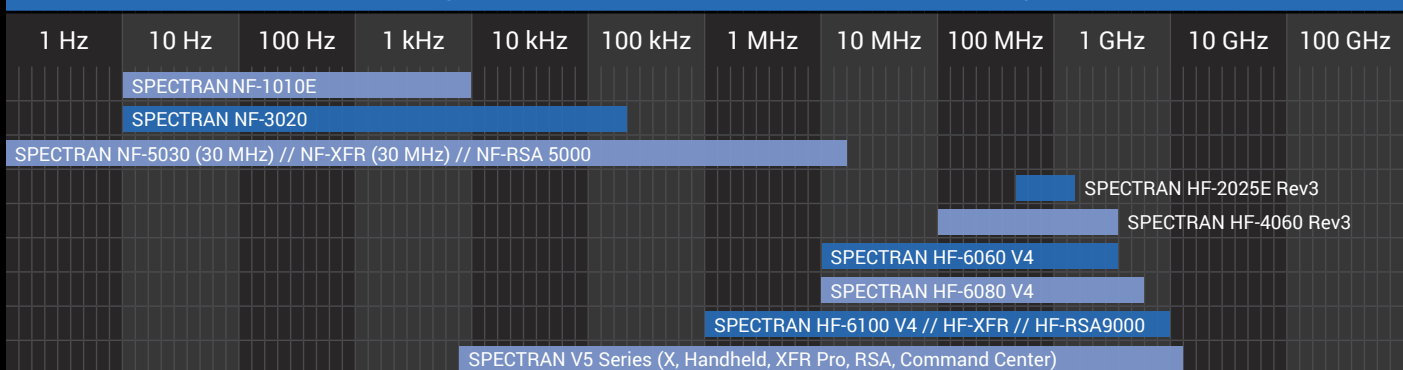 1 Hz 10 Hz 100 Hz 1 kHz 10 kHz 100 kHz 1 MHz 10 MHz 100 MHz 1 GHz 10 GHz 100 GHz
SPECTRAN NF-1010E
SPECTRAN NF-3020
SPECTRAN NF-5030 (30 MHz) // NF-XFR (30 MHz) // NF-RSA 5000
SPECTRAN HF-2025E Rev3
SPECTRAN HF-4060 Rev3
SPECTRAN HF-6060 V4
SPECTRAN HF-6080 V4
SPECTRAN HF-6100 V4 // HF-XFR // HF-RSA9000
SPECTRAN V5 Series (X, Handheld, XFR Pro, RSA, Command Center)